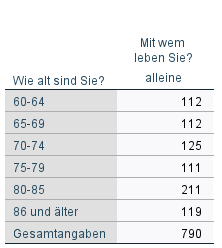 Mit wem
leben Sie?
Wie alt sind Sie? alleine
60-64 112
65-69 112
70-74 125
75-79 111
80-85 211
86 und älter 119
Gesamtangaben 790